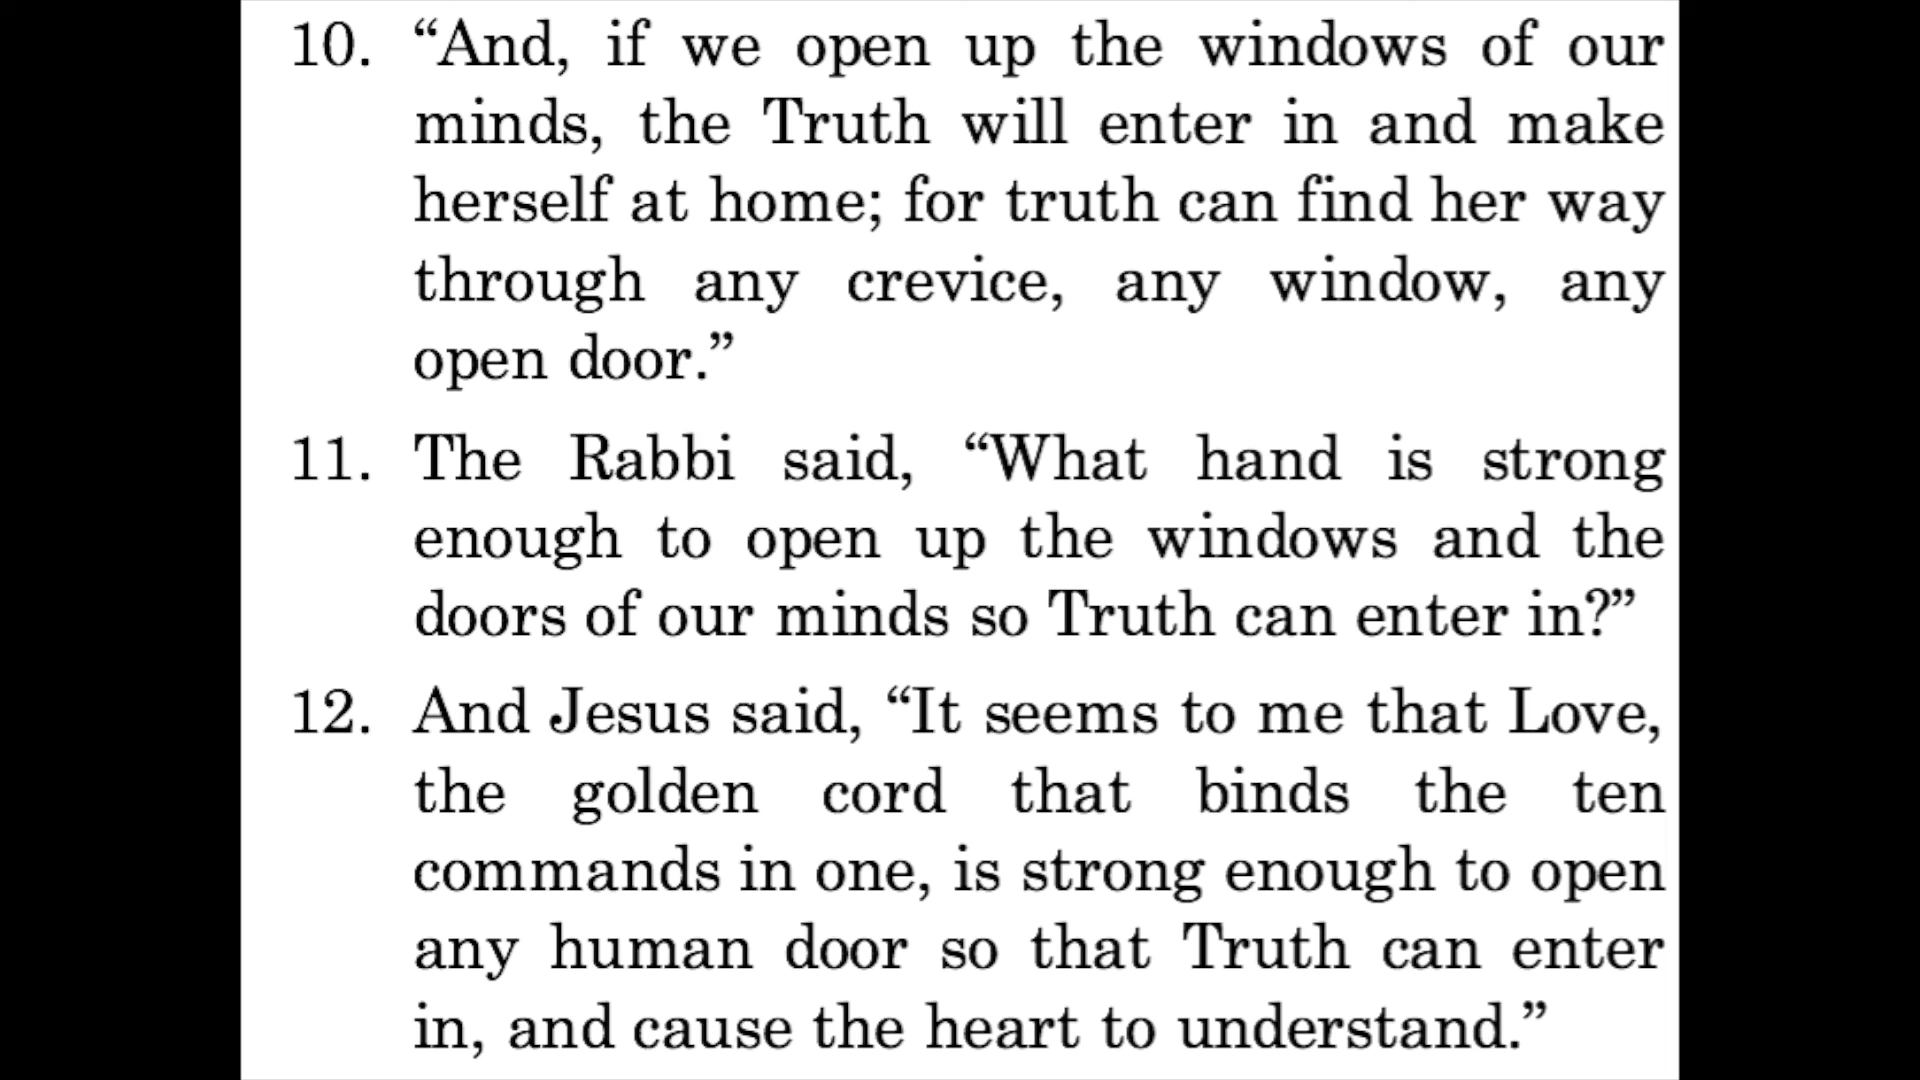 10. “And, if we open up the windows of our
minds, the Truth will enter in and make
herself at home; for truth can find her way
through any crevice, any window, any
open door.”
11. The Rabbi said, “What hand is strong
enough to open up the windows and the
doors of our minds so Truth can enter in?”
12. And Jesus said, “It seems to me that Love,
the golden cord that binds the ten
commands in one, is strong enough to open
any human door so that Truth can enter
in, and cause the heart to understand.”